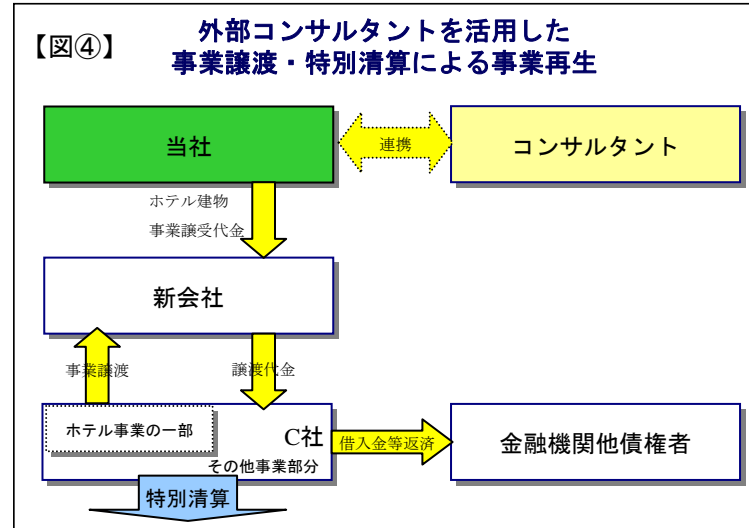 【図④】
外部コンサルタントを活用した
事業譲渡・特別清算による事業再生
当社
連携
コンサルタント
ホテル建物
事業譲受代金
新会社
事業譲渡
譲渡代金
ホテル事業の一部
C社
その他事業部分
借入金等返済
金融機関他債権者
特別清算